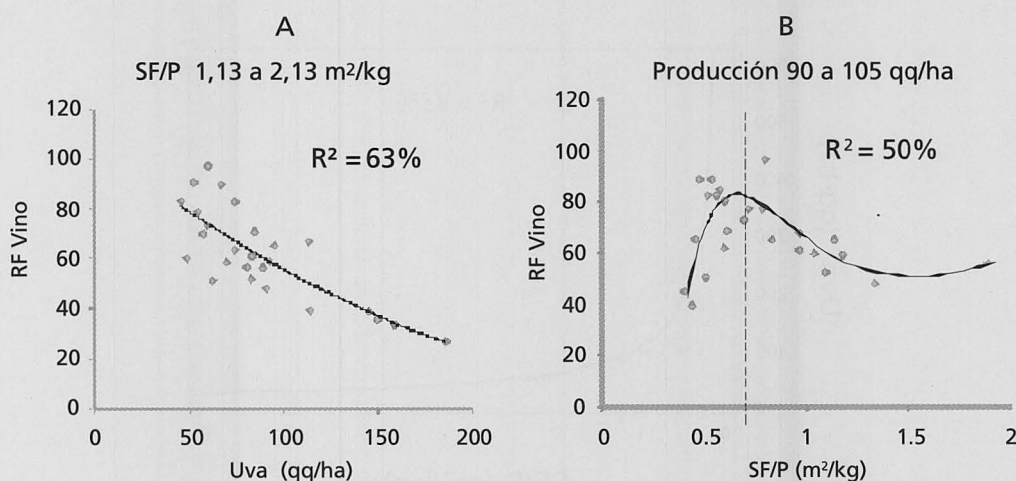 A
SF/P 1,13 a 2,13 m²/kg
120
100
80
60
40
20
0
RF Vino
R² = 63%
0 50 100 150 200
Uva (qq/ha)
B
Producción 90 a 105 qq/ha
120
100
80
60
40
20
0
RF Vino
R² = 50%
0 0.5 1 1.5 2
SF/P (m²/kg)